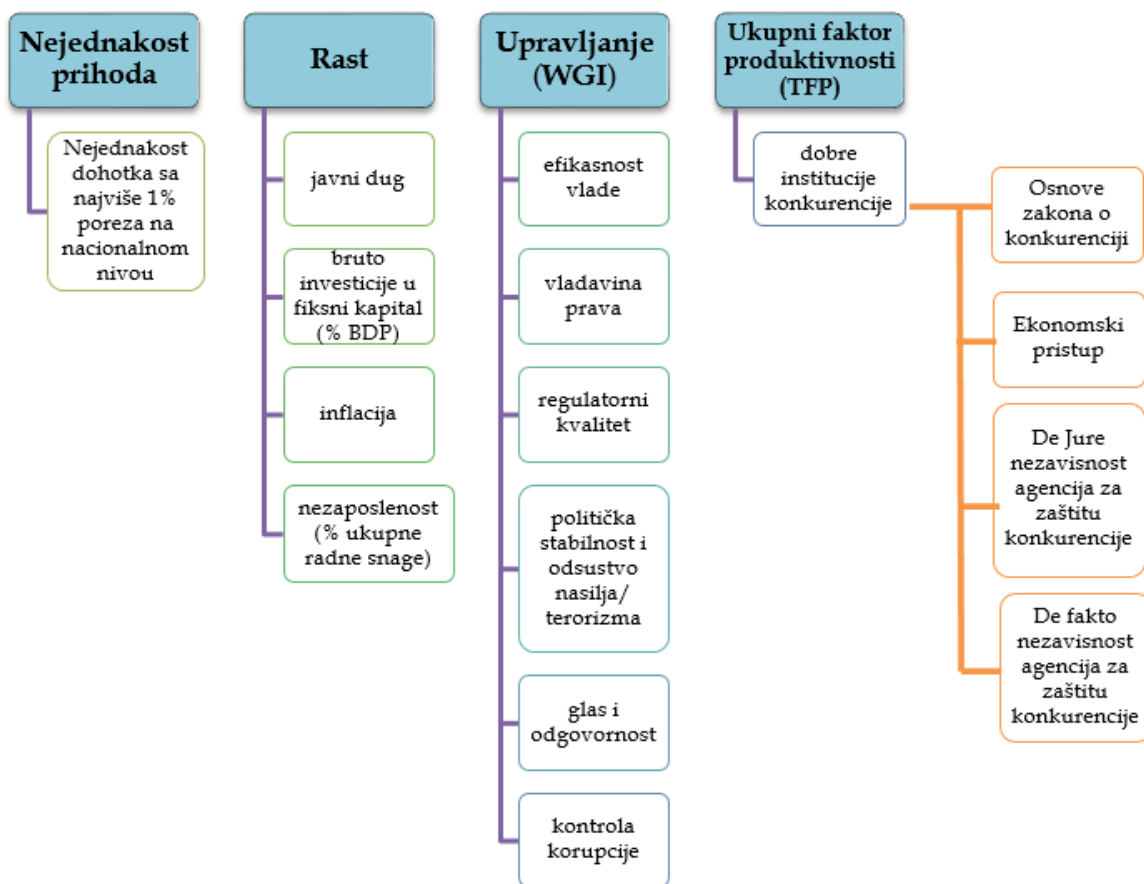 Nejednakost
prihoda
Nejednakost
dohotka sa
najviše 1%
poreza na
nacionalnom
nivou
Rast
javni dug
bruto
investicije u
fiksni kapital
(% BDP)
inflacija
nezaposlenost
(% ukupne
radne snage)
Upravljanje
(WGI)
efikasnost
vlade
vladavina
prava
regulatorni
kvalitet
politička
stabilnost i
odsustvo
nasilja/
terorizma
glas i
odgovornost
kontrola
korupcije
Ukupni faktor
produktivnosti
(TFP)
dobre
institucije
konkurencije
Osnove
zakona o
konkurenciji
Ekonomski
pristup
De Jure
nezavisnost
agencija za
zaštitu
konkurencije
De fakto
nezavisnost
agencija za
zaštitu
konkurencije